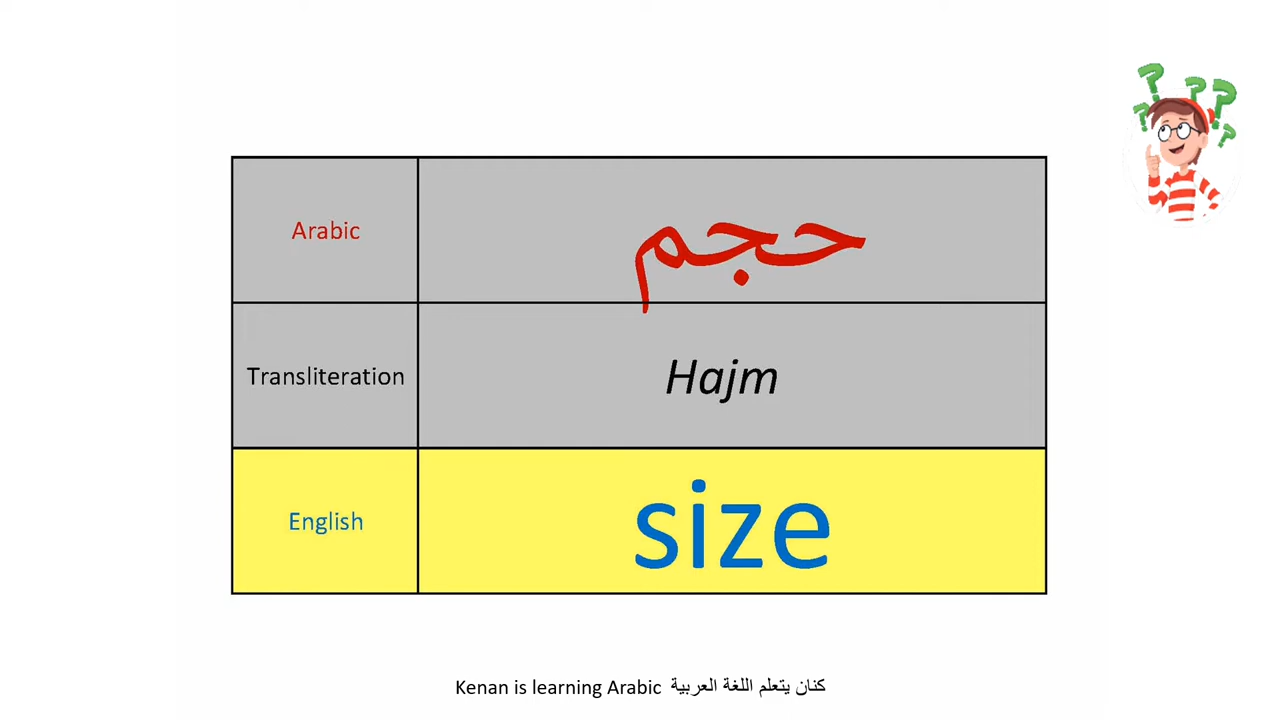 Arabic حجم
Transliteration Hajm
English size
Kenan is learning Arabic كنان يتعلم اللغة العربية